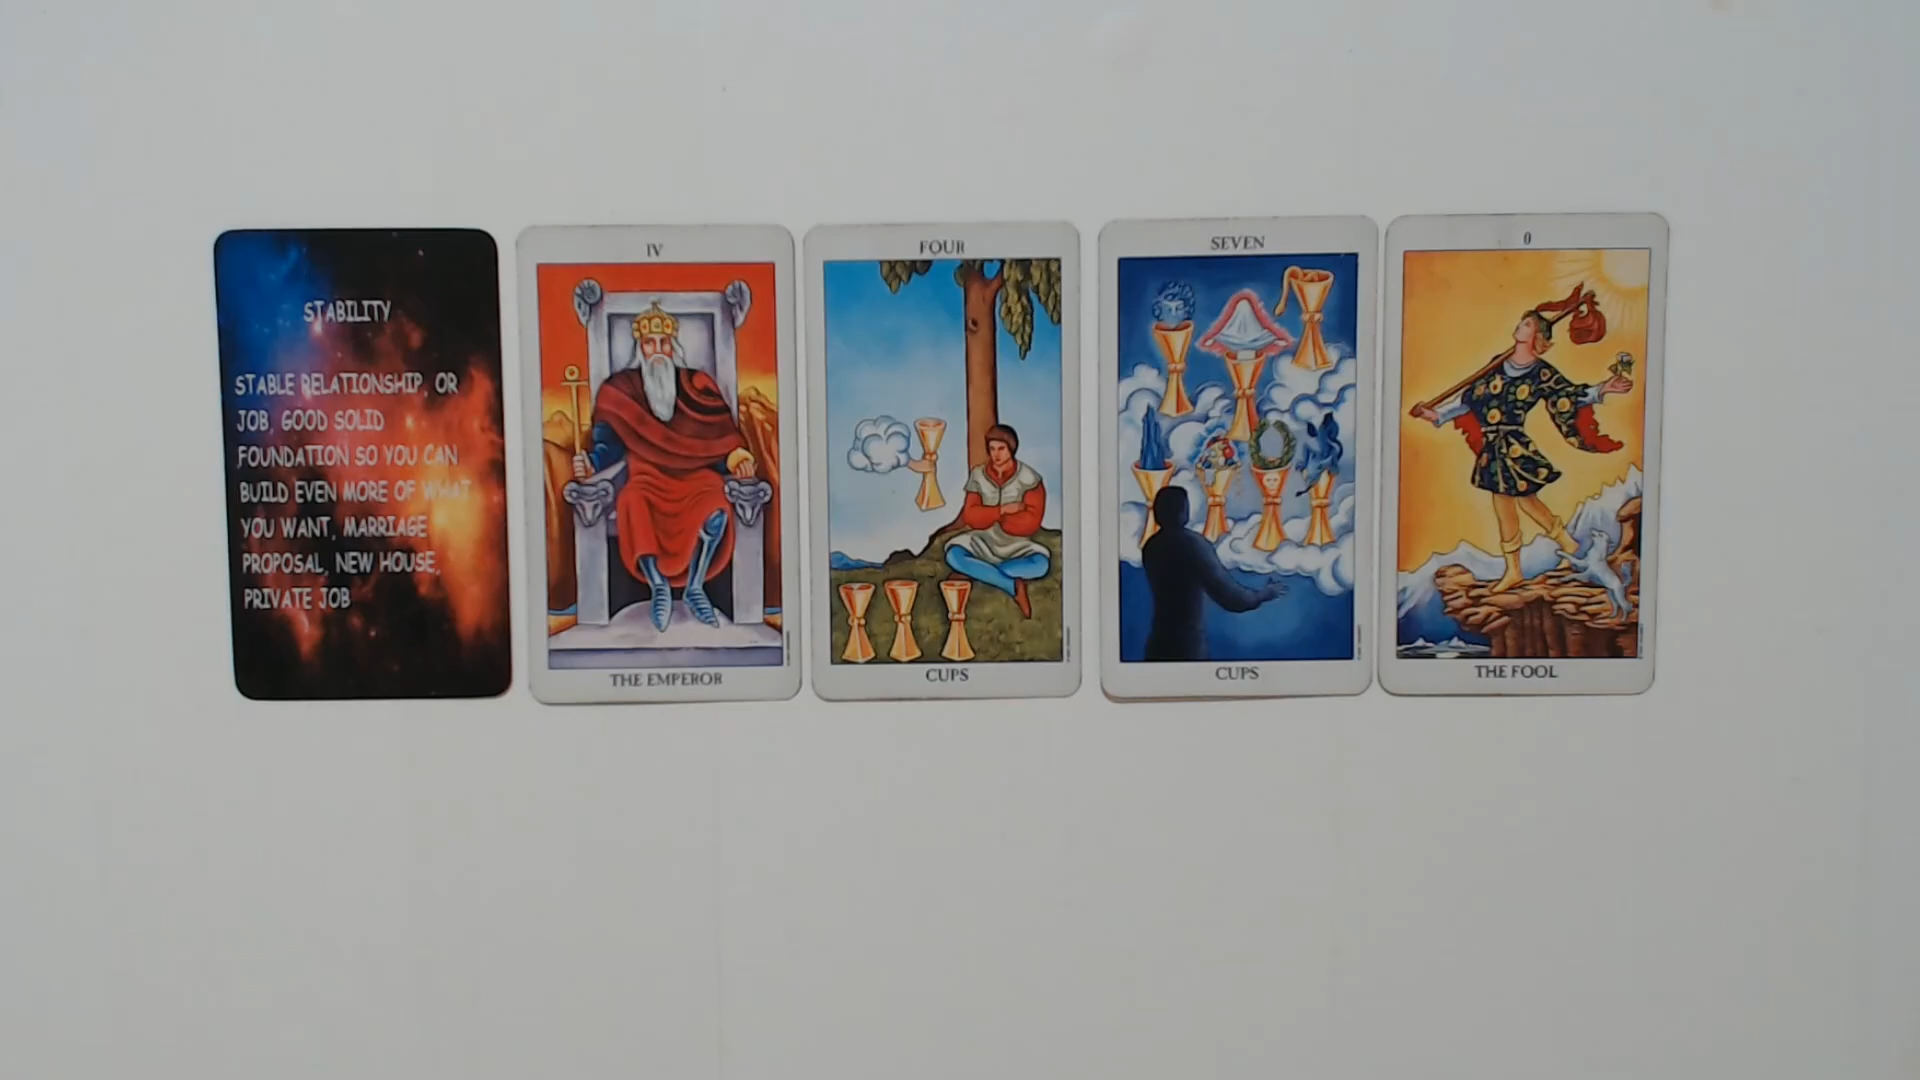 STABILITY
STABLE RELATIONSHIP, OR
JOB, GOOD SOLID
FOUNDATION SO YOU CAN
BUILD EVEN MORE OF WHAT
YOU WANT, MARRIAGE
PROPOSAL, NEW HOUSE,
PRIVATE JOB
IV
THE EMPEROR
FOUR
CUPS
SEVEN
CUPS
0
THE FOOL